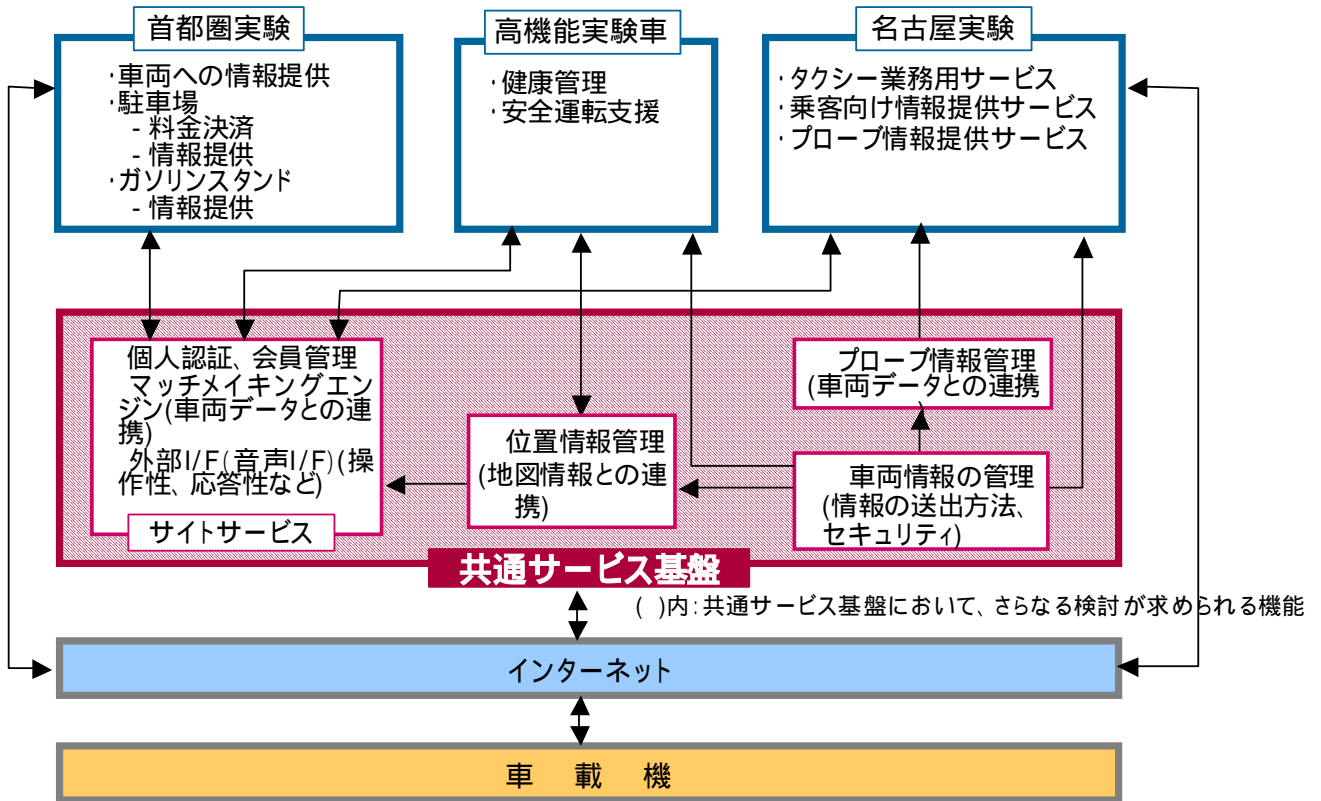 首都圏実験
・車両への情報提供
・駐車場
- 料金決済
- 情報提供
・ガソリンスタンド
- 情報提供
高機能実験車
・健康管理
・安全運転支援
名古屋実験
・タクシー業務用サービス
・乗客向け情報提供サービス
・プローブ情報提供サービス
個人認証、会員管理
マッチメイキングエン
ジン(車両データとの連
携)
外部I/F(音声I/F)(操
作性、応答性など)
サイトサービス
位置情報管理
(地図情報との連
携)
プローブ情報管理
(車両データとの連携
)
車両情報の管理
(情報の送出方法、
セキュリティ)
共通サービス基盤
( )内:共通サービス基盤において、さらなる検討が求められる機能
インターネット
車 載 機